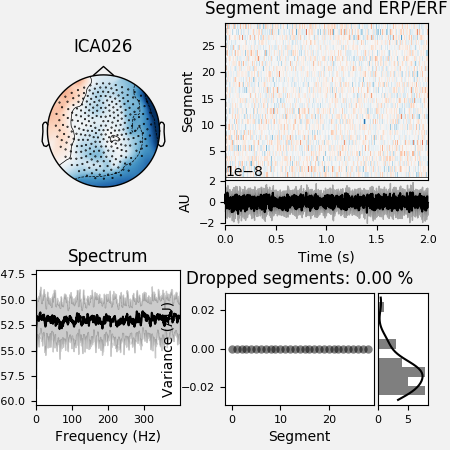 Segment image and ERP/ERF
ICA026
Segment
25
20
15
10
5
1e−8
AU
2
0
−2
0.0 0.5 1.0 1.5 2.0
Time (s)
Spectrum
Dropped segments: 0.00 %
47.5
50.0
52.5
55.0
57.5
60.0
0 100 200 300
Frequency (Hz)
0.02
0.00
−0.02
0 10 20
Segment
0 5